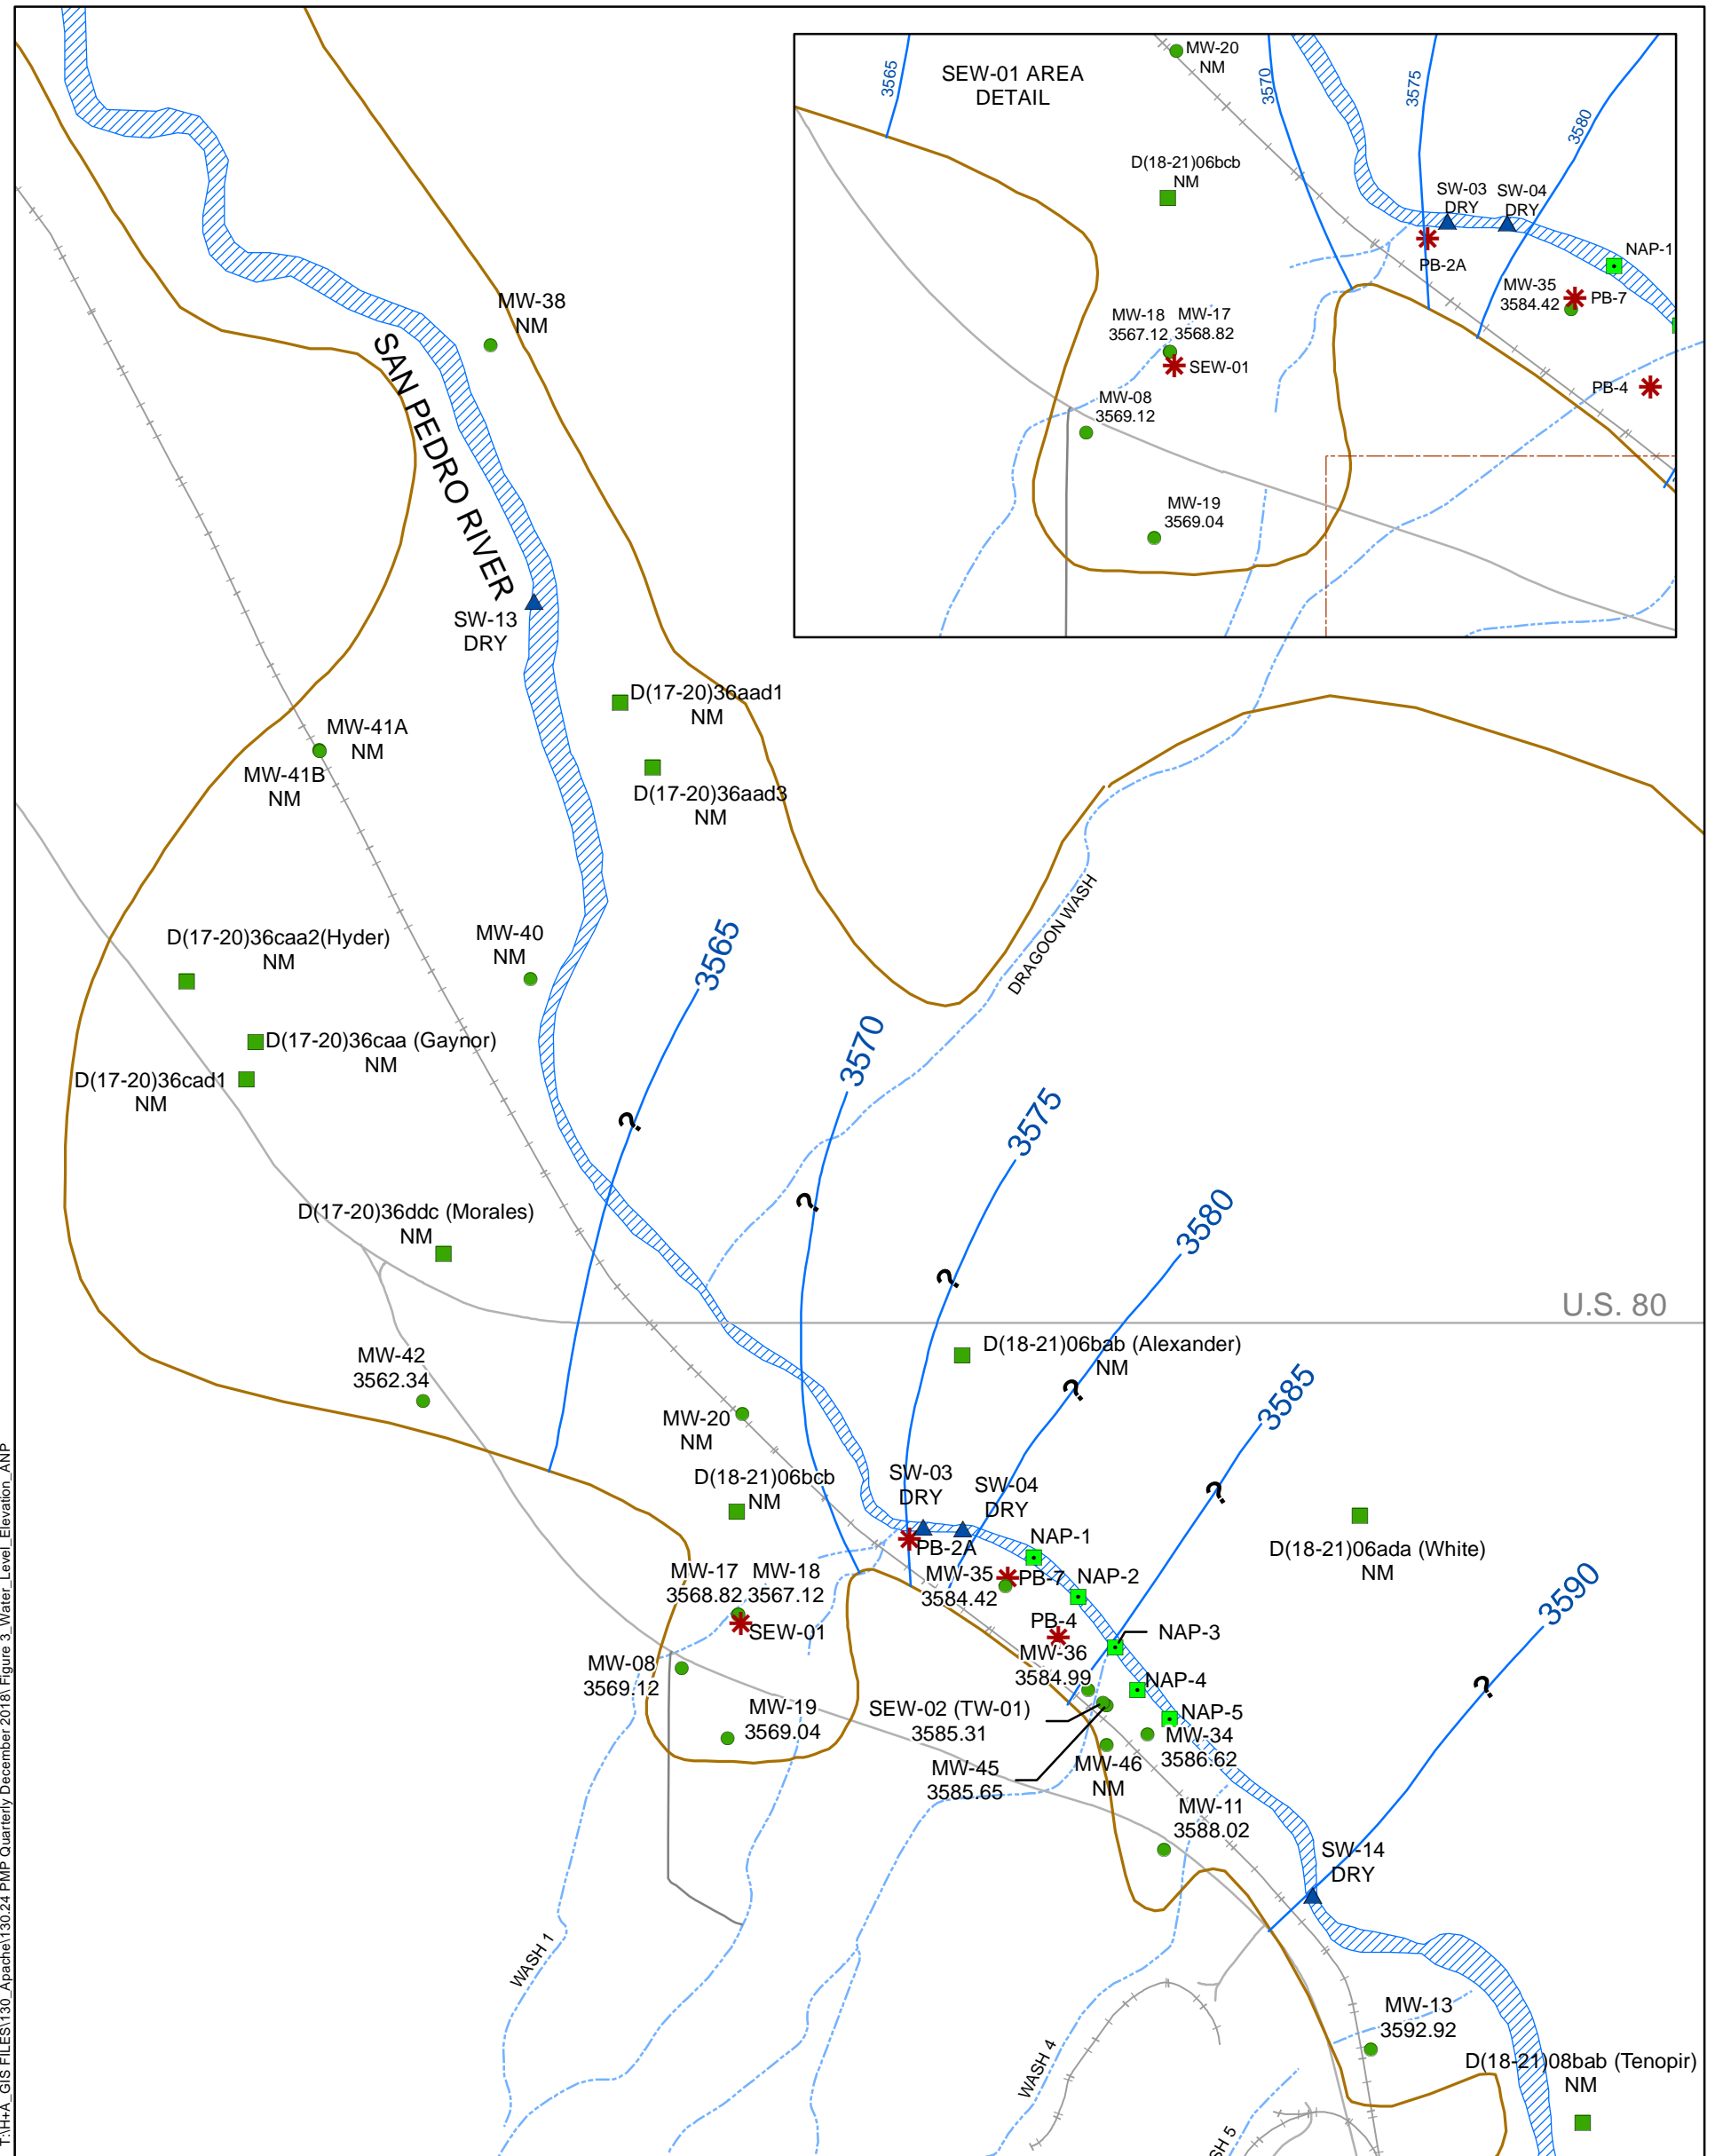 MW-20
NM
SEW-01 AREA
DETAIL
3565
3570
3575
3580
D(18-21)06bcb
NM
SW-03
DRY
SW-04
DRY
NAP-1
PB-2A
MW-35
3584.42
PB-7
MW-18
3567.12
MW-17
3568.82
SEW-01
PB-4
MW-08
3569.12
MW-19
3569.04
MW-38
NM
SAN PEDRO RIVER
SW-13
DRY
D(17-20)36aad1
NM
MW-41A
NM
MW-41B
NM
D(17-20)36aad3
NM
DRAGOON WASH
D(17-20)36caa2(Hyder)
NM
MW-40
NM
3565
D(17-20)36caa (Gaynor)
NM
D(17-20)36cad1
NM
3570
3575
?
?
D(17-20)36ddc (Morales)
NM
3580
?
U.S. 80
D(18-21)06bab (Alexander)
NM
MW-42
3562.34
?
3585
MW-20
NM
D(18-21)06bcb
NM
SW-03
DRY
SW-04
DRY
?
NAP-1
D(18-21)06ada (White)
NM
PB-2A
MW-17
3568.82
MW-18
3567.12
MW-35
3584.42
PB-7
NAP-2
3590
SEW-01
PB-4
NAP-3
MW-36
3584.99
MW-08
3569.12
NAP-4
?
MW-19
3569.04
SEW-02 (TW-01)
3585.31
NAP-5
MW-34
3586.62
MW-45
3585.65
MW-46
NM
MW-11
3588.02
SW-14
DRY
WASH 1
MW-13
3592.92
WASH 4
D(18-21)08bab (Tenopir)
NM
SH 5
T:\H+A_GIS FILES\130_Apache\130.24 PMP Quarterly December 2018\ Figure 3_Water_Level_Elevation_ANP